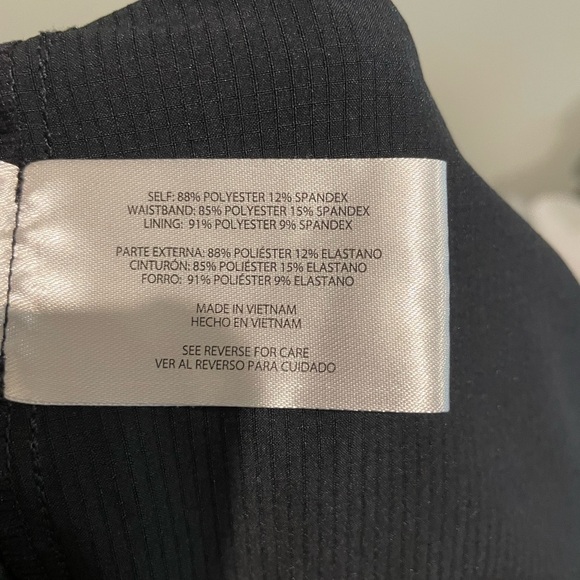 SELF: 88% POLYESTER 12% SPANDEX
WAISTBAND: 85% POLYESTER 15% SPANDEX
LINING: 91% POLYESTER 9% SPANDEX
PARTE EXTERNA: 88% POLIÉSTER 12% ELASTANO
CINTURÓN: 85% POLIÉSTER 15% ELASTANO
FORRO: 91% POLIÉSTER 9% ELASTANO
MADE IN VIETNAM
HECHO EN VIETNAM
SEE REVERSE FOR CARE
VER AL REVERSO PARA CUIDADO